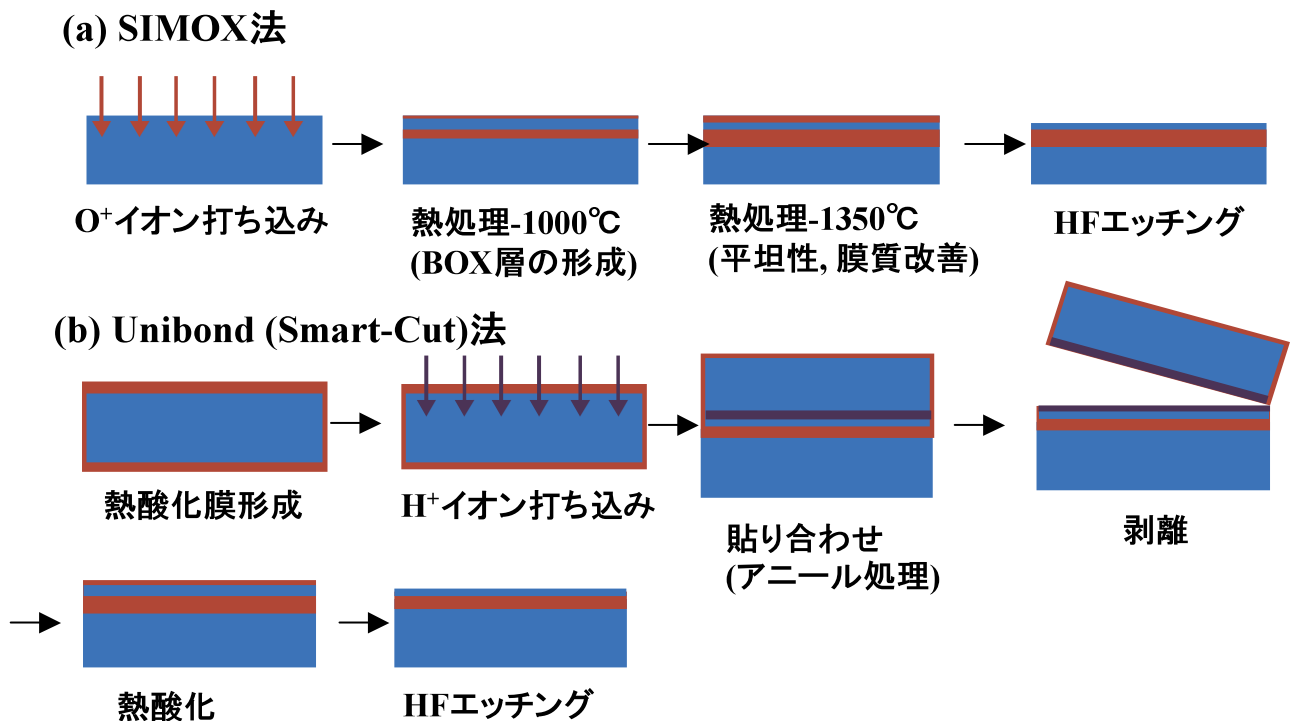 (a) SIMOX法
O⁺イオン打ち込み
熱処理-1000℃
(BOX層の形成)
熱処理-1350℃
(平坦性, 膜質改善)
HFエッチング
(b) Unibond (Smart-Cut)法
熱酸化膜形成
H⁺イオン打ち込み
貼り合わせ
(アニール処理)
剥離
熱酸化
HFエッチング